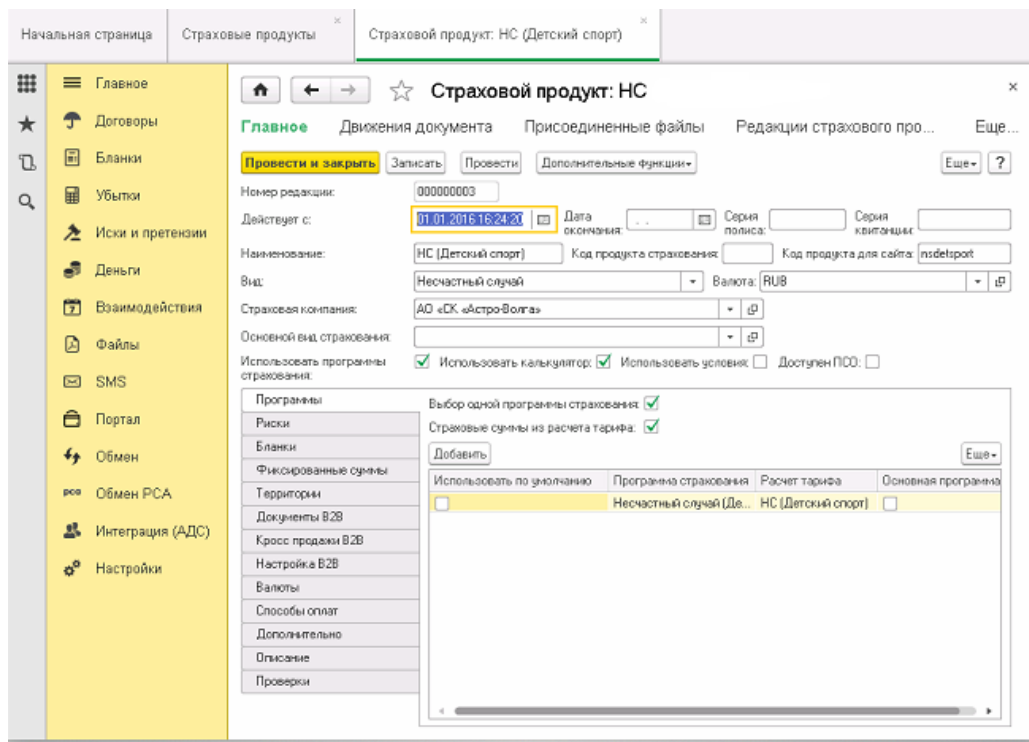 Начальная страница
Страховые продукты
Страховой продукт: НС (Детский спорт)
Главное
Договоры
Бланки
Убытки
Иски и претензии
Деньги
Взаимодействия
Файлы
SMS
Портал
Обмен
РСА Обмен РСА
Интеграция (АДС)
Настройки
Страховой продукт: НС
Главное Движения документа Присоединенные файлы Редакции страхового про... Еще...
Провести и закрыть Записать Провести Дополнительные функции Еще ?
Номер редакции: 000000003
Действует с: 01.01.2016 16:24:20 Дата окончания: . . Серия полиса: Серия квитанции:
Наименование: НС (Детский спорт) Код продукта страхования: Код продукта для сайта: nsdetsport
Вид: Несчастный случай Валюта: RUB
Страховая компания: АО «СК «Астро-Волга»
Основной вид страхования:
Использовать программы страхования: Использовать калькулятор: Использовать условия: Доступен ПСО:
Программы
Риски
Бланки
Фиксированные суммы
Территории
Документы B2B
Кросс продажи B2B
Настройка B2B
Валюты
Способы оплат
Дополнительно
Описание
Проверки
Выбор одной программы страхования:
Страховые суммы из расчета тарифа:
Добавить Еще
Использовать по умолчанию Программа страхования Расчет тарифа Основная программа
Несчастный случай (Де... НС (Детский спорт)